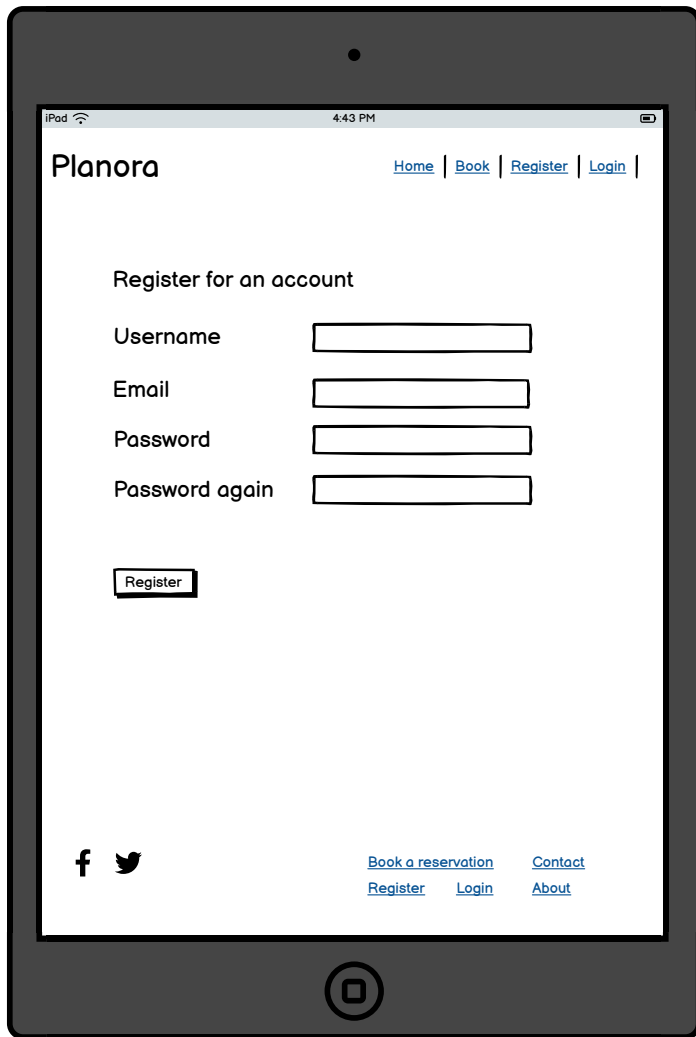 iPad 4:43 PM
Planora Home Book Register Login
Register for an account
Username
Email
Password
Password again
Register
Book a reservation Contact
Register Login About